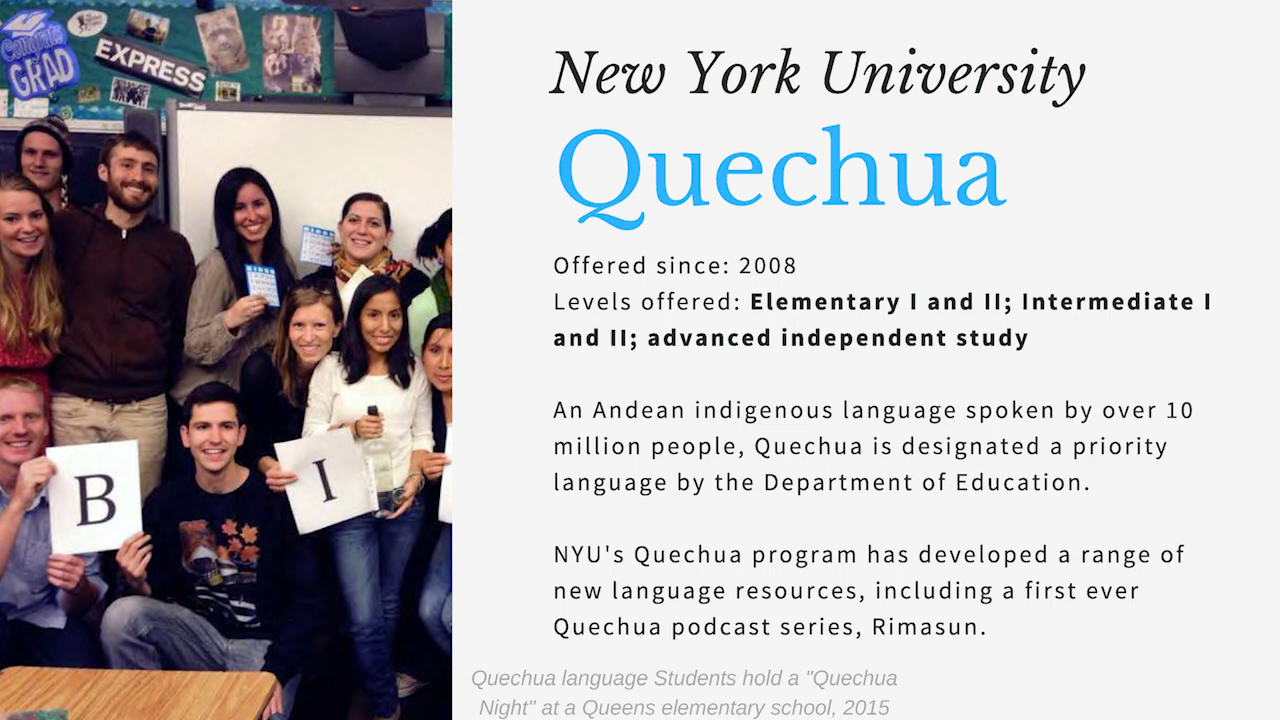 Congrats
GRAD
EXPRESS
BINGO
BINGO
B
I
New York University
Quechua
Offered since: 2008
Levels offered: Elementary I and II; Intermediate I
and II; advanced independent study
An Andean indigenous language spoken by over 10
million people, Quechua is designated a priority
language by the Department of Education.
NYU's Quechua program has developed a range of
new language resources, including a first ever
Quechua podcast series, Rimasun.
Quechua language Students hold a "Quechua
Night" at a Queens elementary school, 2015